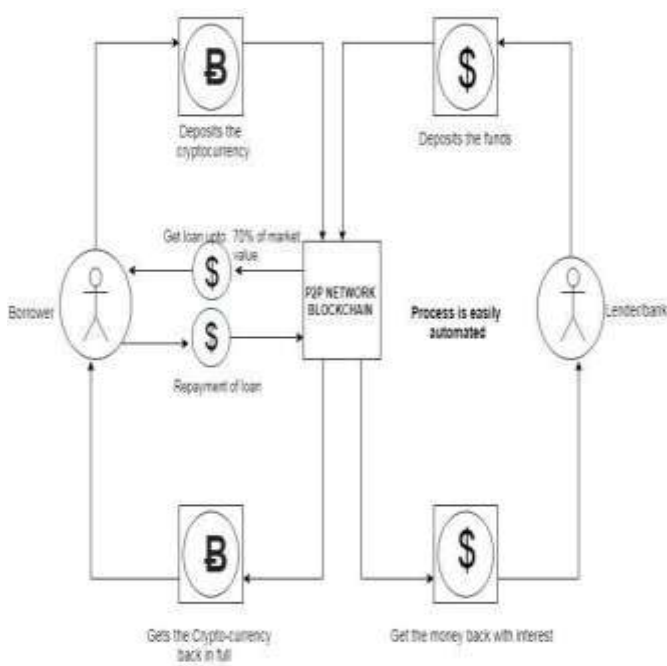 Deposits the
cryptocurrency
Deposits the funds
Get loan upto 70% of market
value
P2P NETWORK
BLOCKCHAIN
Process is easily
automated
Borrower
Lender/bank
Repayment of loan
Gets the Crypto-currency
back in full
Get the money back with interest